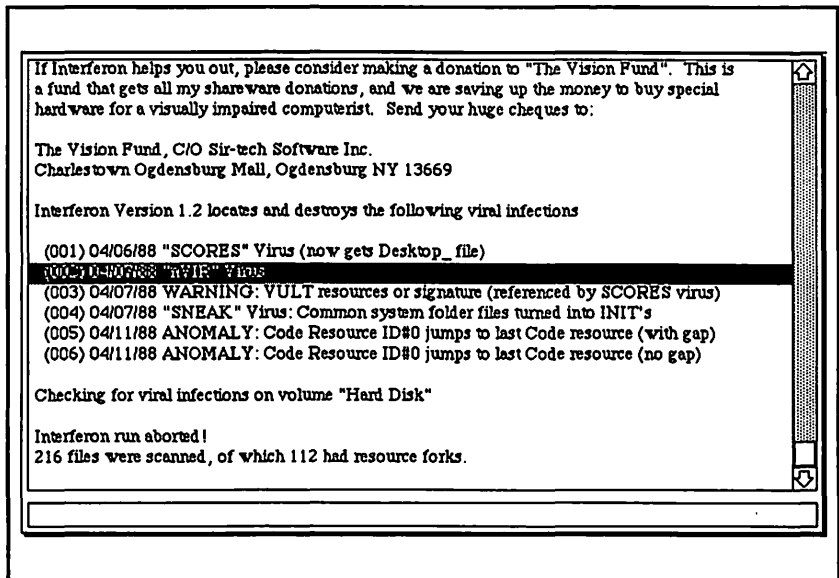 If Interferon helps you out, please consider making a donation to "The Vision Fund". This is
a fund that gets all my shareware donations, and we are saving up the money to buy special
hardware for a visually impaired computerist. Send your huge cheques to:
The Vision Fund, C/O Sir-tech Software Inc.
Charlestown Ogdensburg Mall, Ogdensburg NY 13669
Interferon Version 1.2 locates and destroys the following viral infections
(001) 04/06/88 "SCORES" Virus (now gets Desktop_ file)
(002) 04/07/88 "nVIR" Virus
(003) 04/07/88 WARNING: VULT resources or signature (referenced by SCORES virus)
(004) 04/07/88 "SNEAK" Virus: Common system folder files turned into INIT's
(005) 04/11/88 ANOMALY: Code Resource ID#0 jumps to last Code resource (with gap)
(006) 04/11/88 ANOMALY: Code Resource ID#0 jumps to last Code resource (no gap)
Checking for viral infections on volume "Hard Disk"
Interferon run aborted!
216 files were scanned, of which 112 had resource forks.